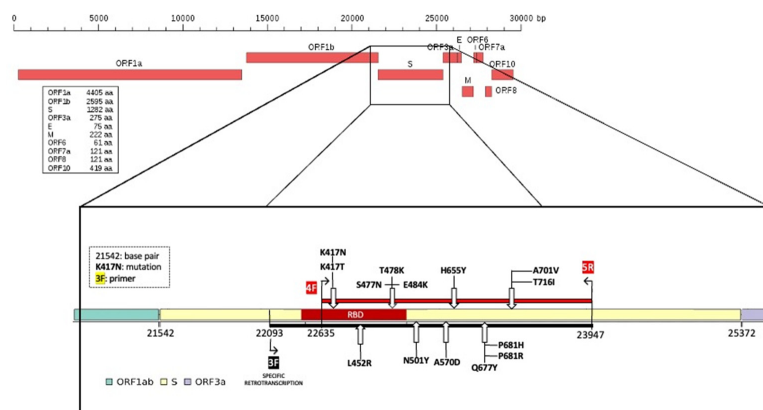 0 5000 10000 15000 20000 25000 30000 bp
E ORF6
ORF1b ORF3a ORF7a
ORF1a S ORF10
M ORF8
ORF1a 4405 aa
ORF1b 2595 aa
S 1282 aa
ORF3a 275 aa
E 75 aa
M 222 aa
ORF6 61 aa
ORF7a 121 aa
ORF8 121 aa
ORF10 419 aa
21542: base pair
K417N: mutation
3F: primer
K417N
K417T T478K H655Y A701V
S477N E484K T716I
4F 5R
RBD
21542 22093 22635 23947 25372
3F
SPECIFIC
RETROTRANSCRIPTION
L452R N501Y A570D P681H
P681R
Q677Y
ORF1ab S ORF3a